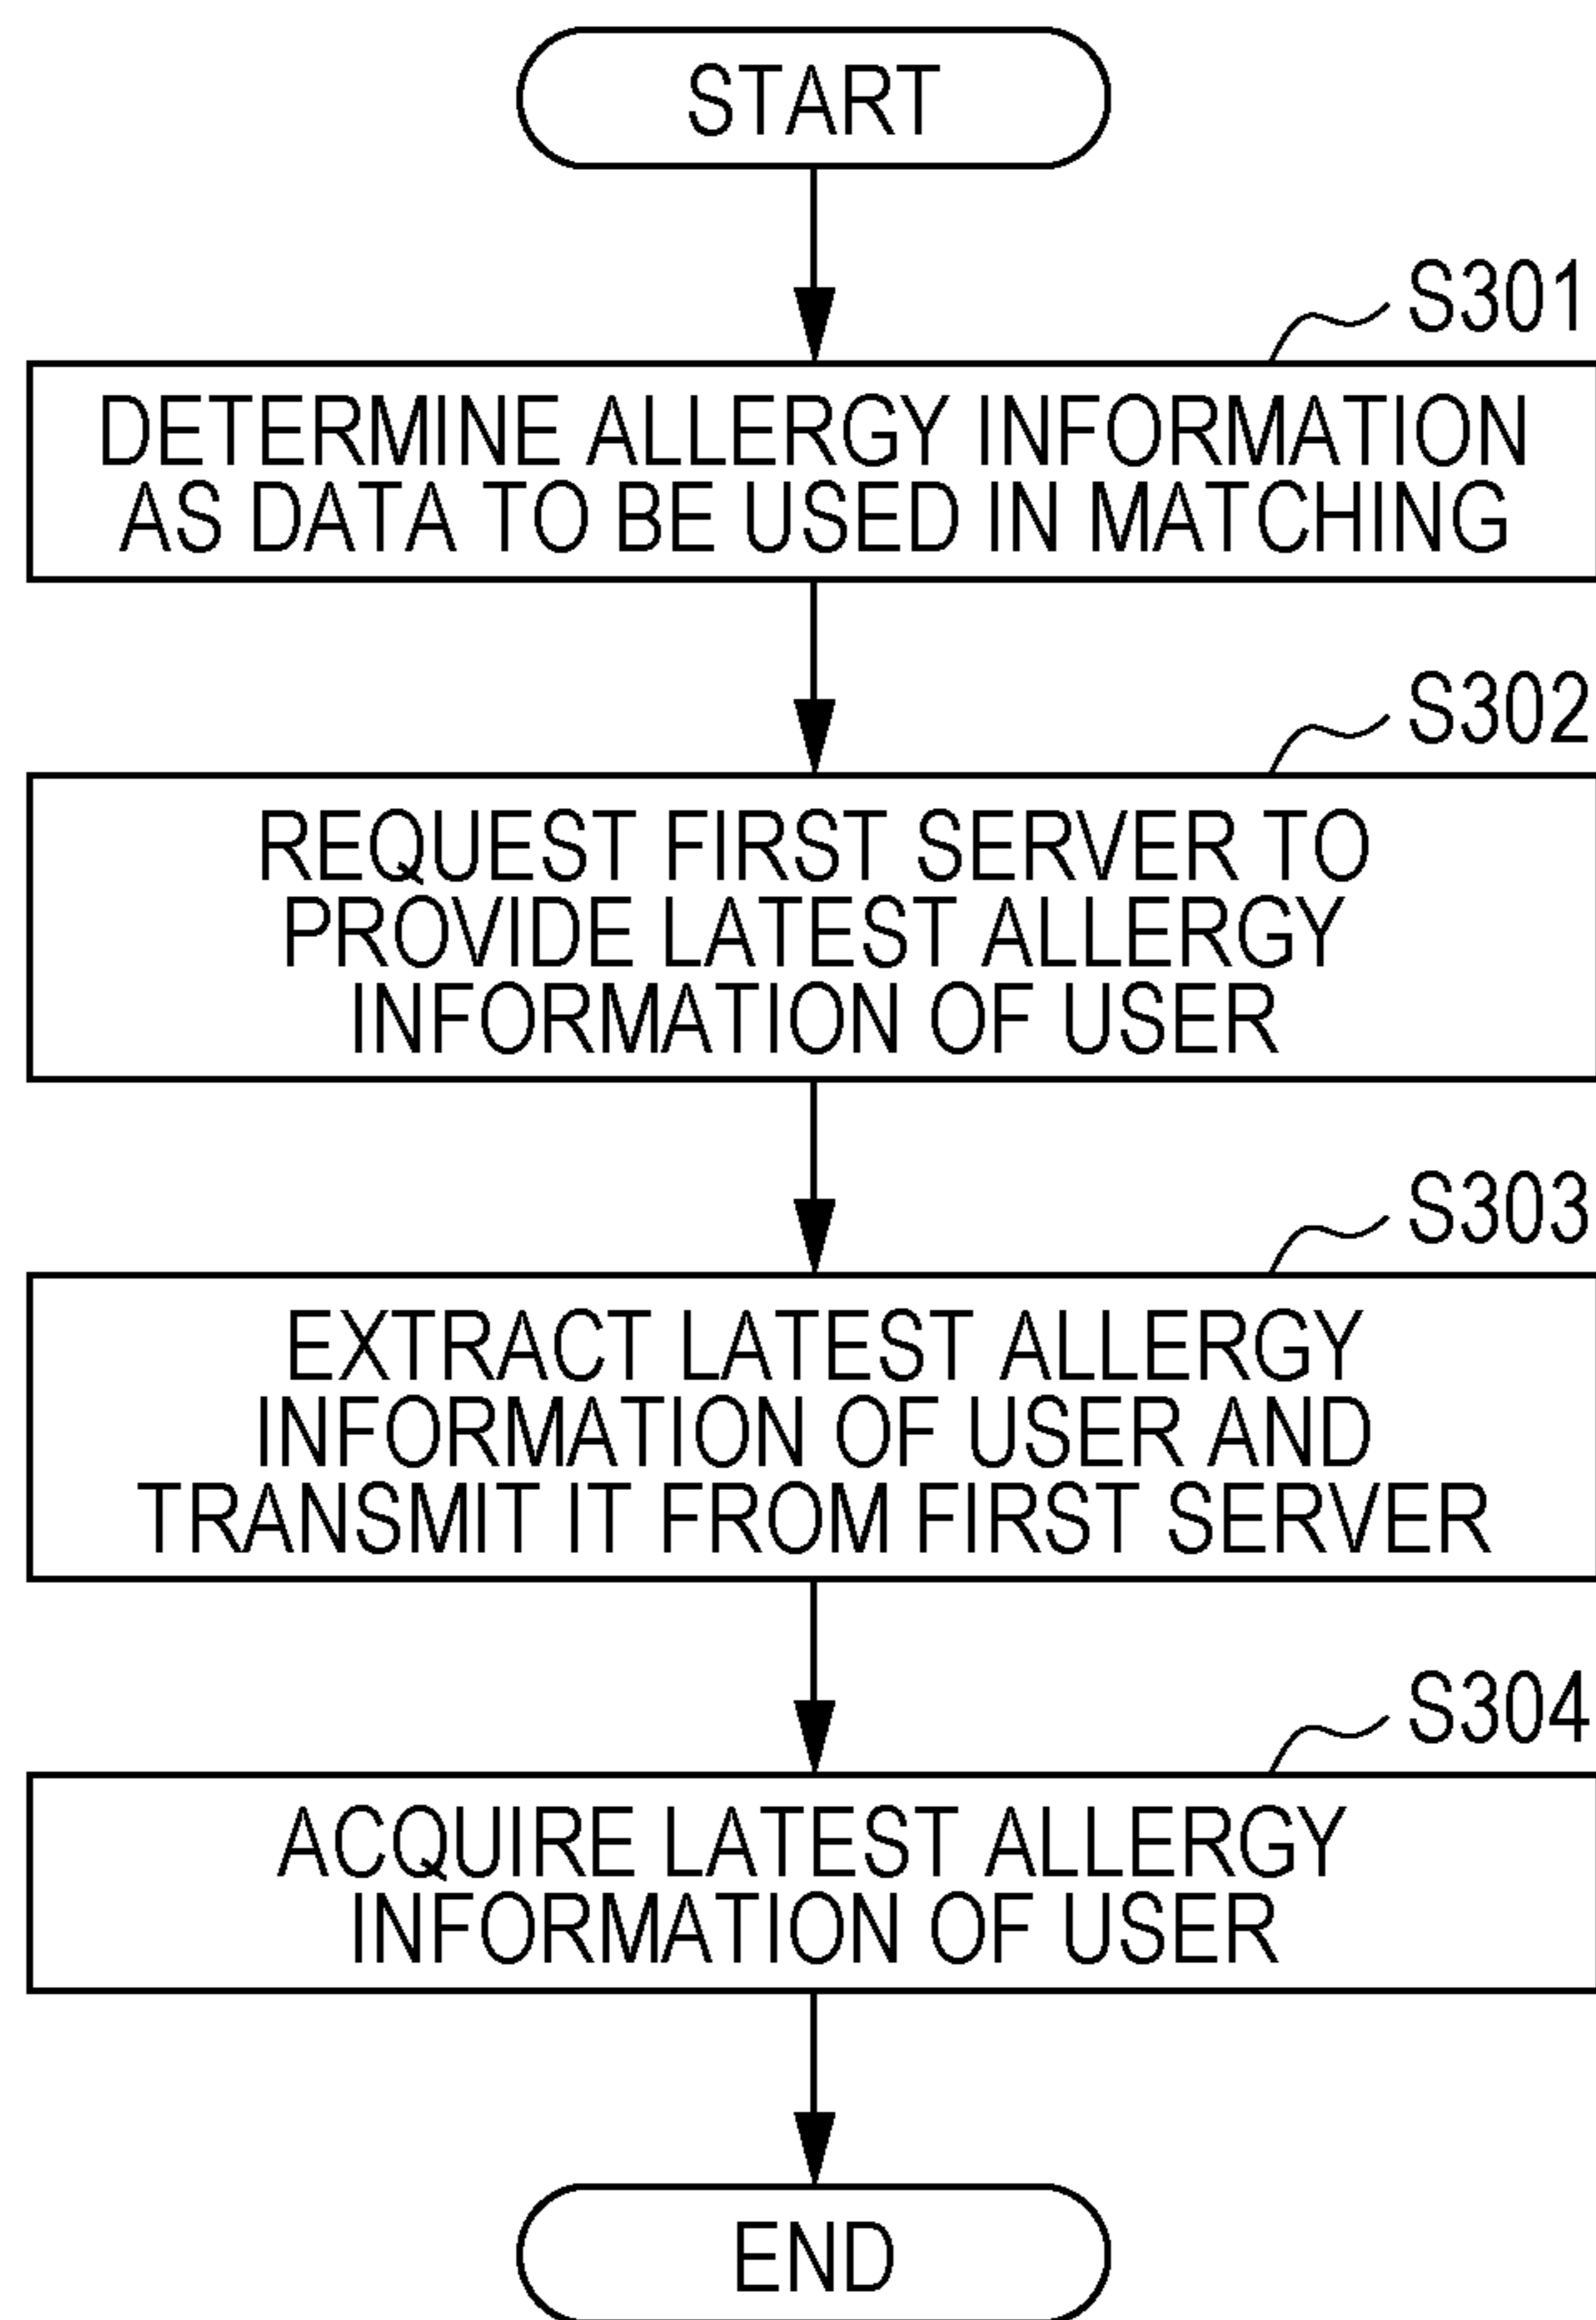 START
S301
DETERMINE ALLERGY INFORMATION
AS DATA TO BE USED IN MATCHING
S302
REQUEST FIRST SERVER TO
PROVIDE LATEST ALLERGY
INFORMATION OF USER
S303
EXTRACT LATEST ALLERGY
INFORMATION OF USER AND
TRANSMIT IT FROM FIRST SERVER
S304
ACQUIRE LATEST ALLERGY
INFORMATION OF USER
END